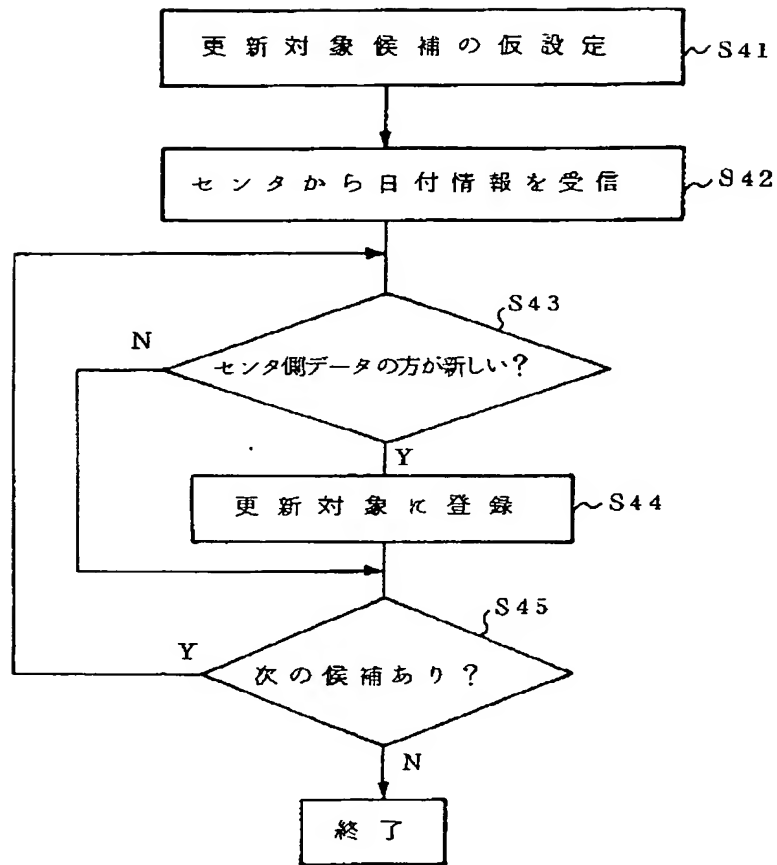 更新対象候補の仮設定
S41
センタから日付情報を受信
S42
S43
N
センタ側データの方が新しい?
Y
更新対象に登録
S44
S45
Y
次の候補あり?
N
終了